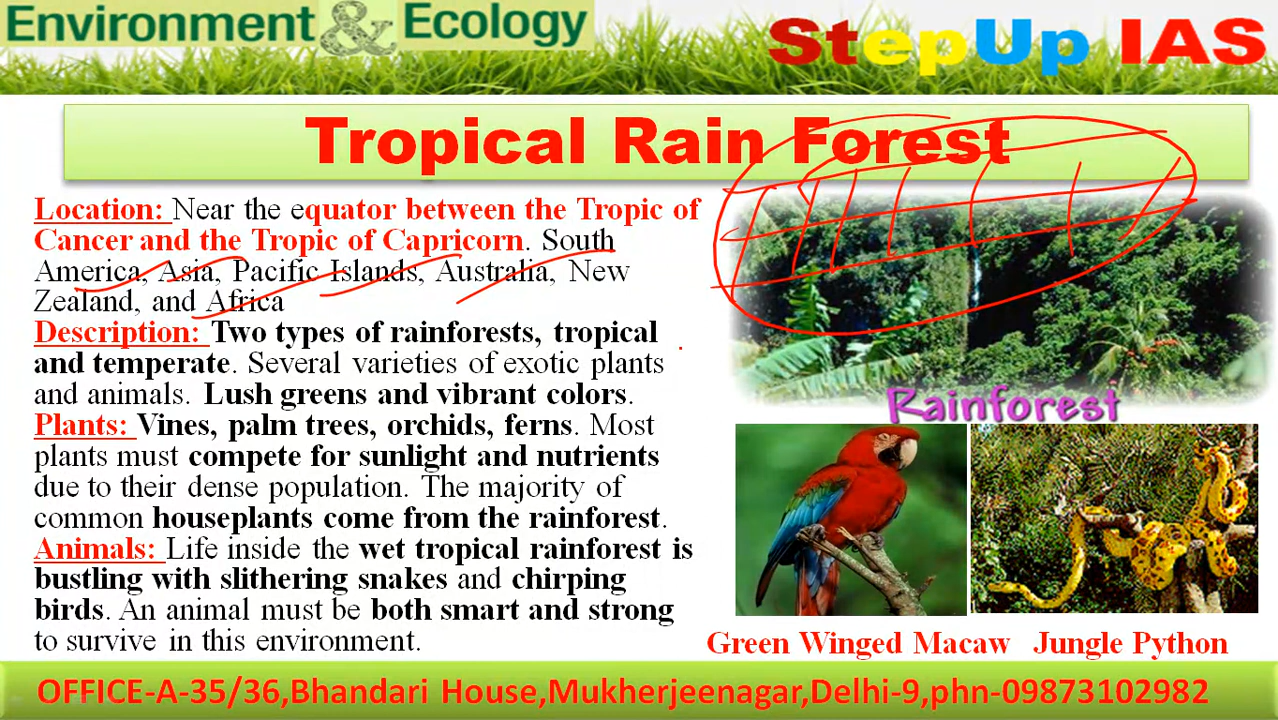 Environment & Ecology
StepUp IAS
Tropical Rain Forest
Location: Near the equator between the Tropic of
Cancer and the Tropic of Capricorn. South
America, Asia, Pacific Islands, Australia, New
Zealand, and Africa
Description: Two types of rainforests, tropical
and temperate. Several varieties of exotic plants
and animals. Lush greens and vibrant colors.
Plants: Vines, palm trees, orchids, ferns. Most
plants must compete for sunlight and nutrients
due to their dense population. The majority of
common houseplants come from the rainforest.
Animals: Life inside the wet tropical rainforest is
bustling with slithering snakes and chirping
birds. An animal must be both smart and strong
to survive in this environment.
Rainforest
Green Winged Macaw Jungle Python
OFFICE-A-35/36,Bhandari House,Mukherjeenagar,Delhi-9,phn-09873102982